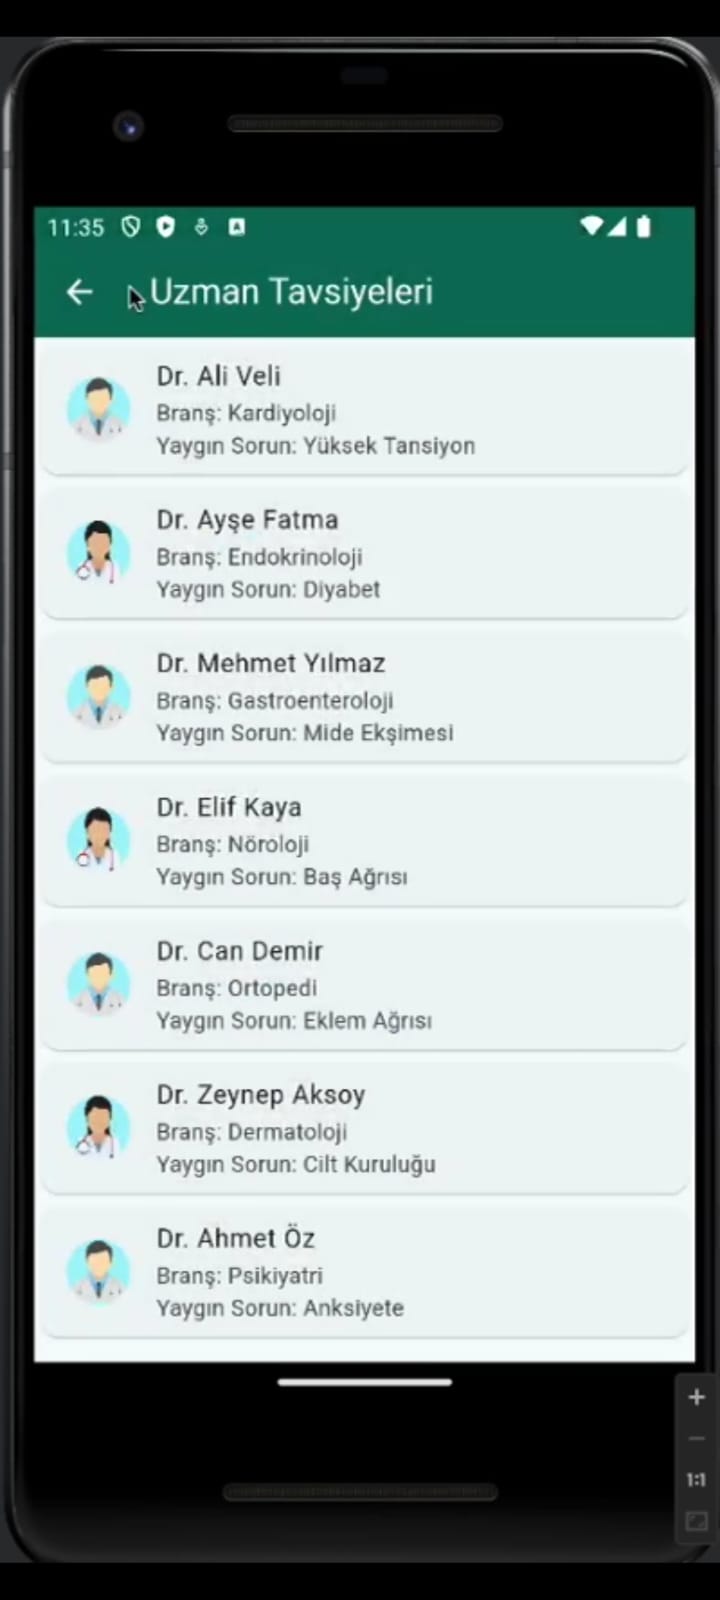 11:35
Uzman Tavsiyeleri
Dr. Ali Veli
Branş: Kardiyoloji
Yaygın Sorun: Yüksek Tansiyon
Dr. Ayşe Fatma
Branş: Endokrinoloji
Yaygın Sorun: Diyabet
Dr. Mehmet Yılmaz
Branş: Gastroenteroloji
Yaygın Sorun: Mide Ekşimesi
Dr. Elif Kaya
Branş: Nöroloji
Yaygın Sorun: Baş Ağrısı
Dr. Can Demir
Branş: Ortopedi
Yaygın Sorun: Eklem Ağrısı
Dr. Zeynep Aksoy
Branş: Dermatoloji
Yaygın Sorun: Cilt Kuruluğu
Dr. Ahmet Öz
Branş: Psikiyatri
Yaygın Sorun: Anksiyete
1:1